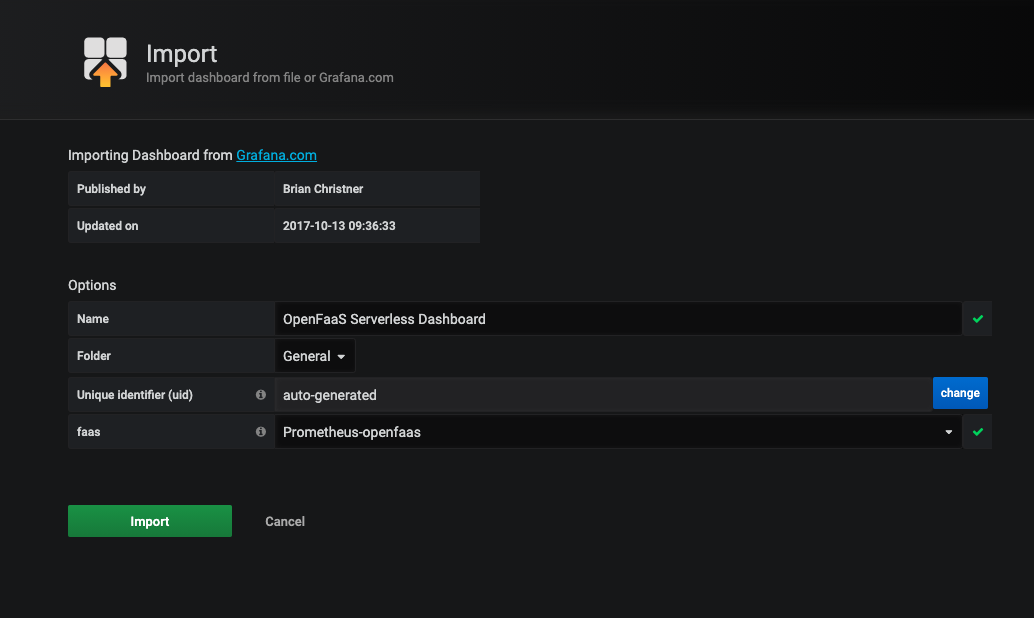 Import
Import dashboard from file or Grafana.com
Importing Dashboard from Grafana.com
Published by Brian Christner
Updated on 2017-10-13 09:36:33
Options
Name OpenFaaS Serverless Dashboard
Folder General
Unique identifier (uid) auto-generated change
faas Prometheus-openfaas
Import Cancel